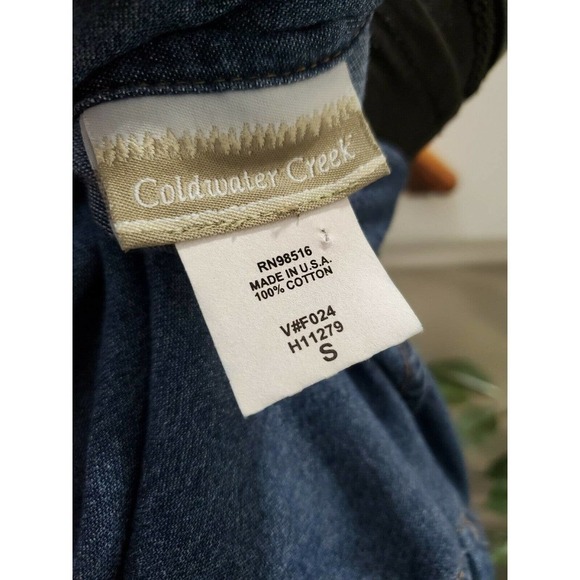 Coldwater Creek
RN98516
MADE IN U.S.A.
100% COTTON
V#F024
H11279
S